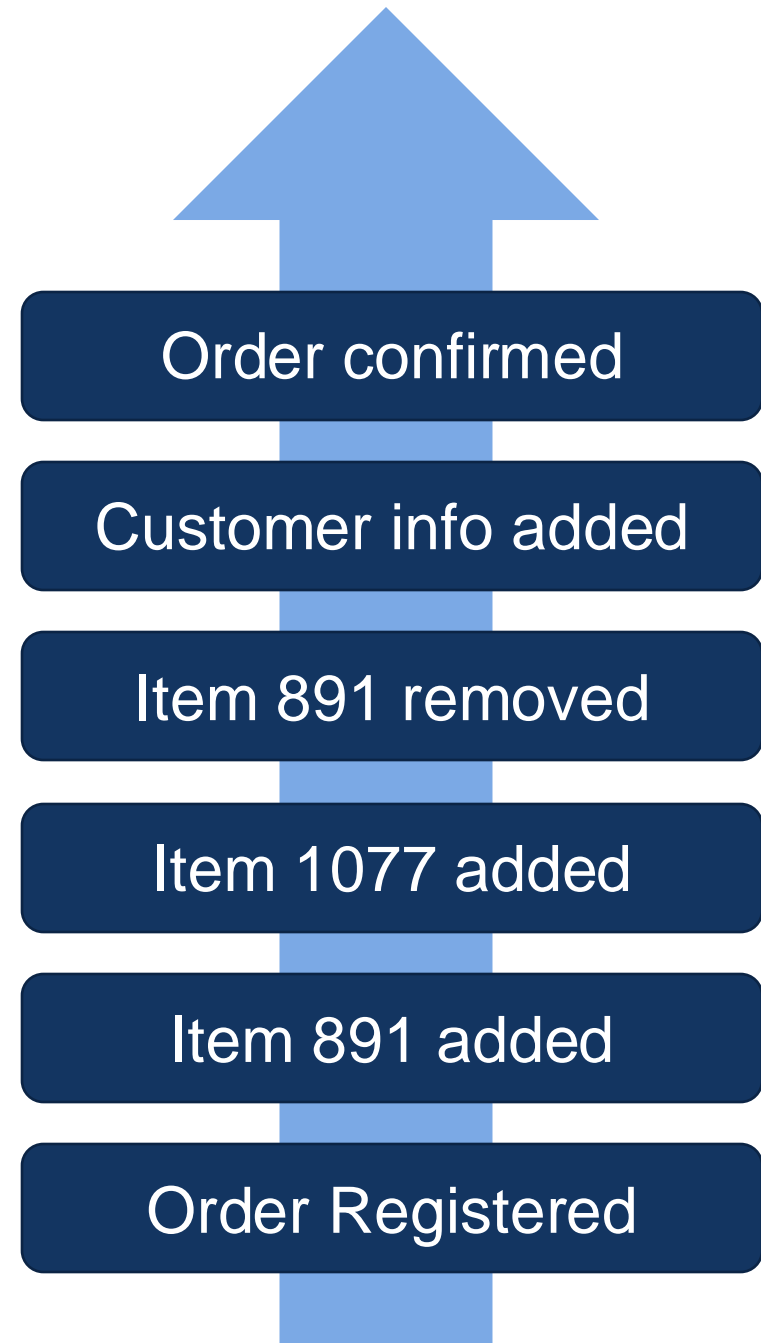 Order confirmed
Customer info added
Item 891 removed
Item 1077 added
Item 891 added
Order Registered